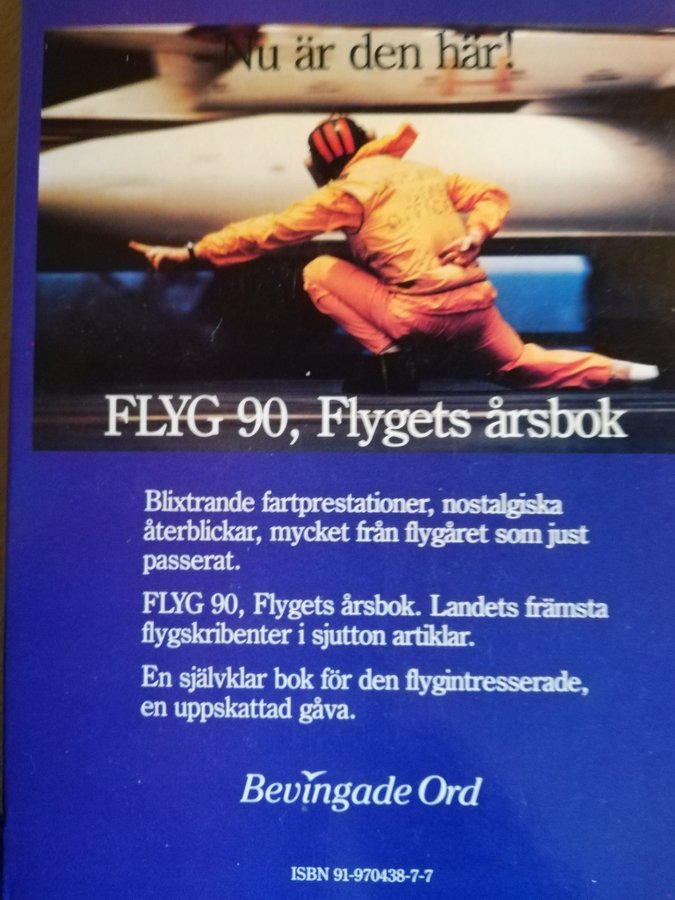 Nu är den här!
FLYG 90, Flygets årsbok
Blixtrande fartprestationer, nostalgiska
återblickar, mycket från flygåret som just
passerat.
FLYG 90, Flygets årsbok. Landets främsta
flygskribenter i sjutton artiklar.
En självklar bok för den flygintresserade,
en uppskattad gåva.
Bevingade Ord
ISBN 91-970438-7-7